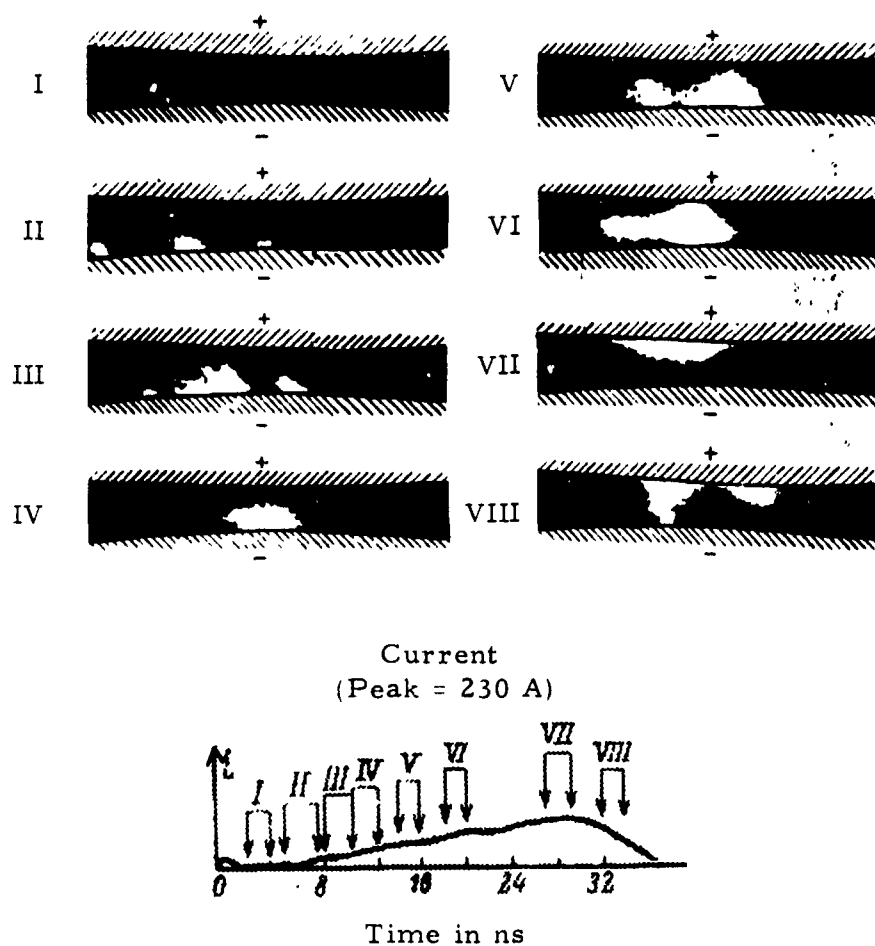 +
I
−
+
II
−
+
III
−
+
IV
−
+
V
−
+
VI
−
+
VII
−
+
VIII
−
Current
(Peak = 230 A)
I II III IV V VI VII VIII
0 8 16 24 32
Time in ns